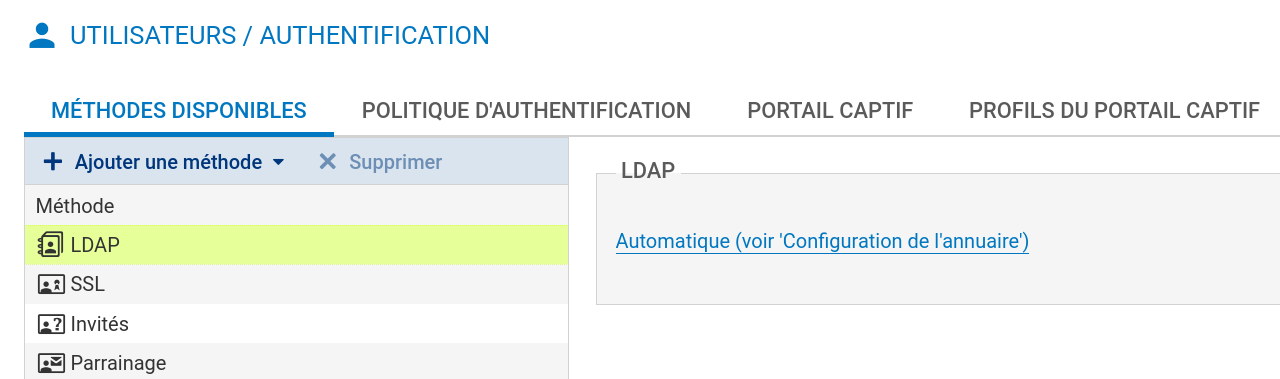 UTILISATEURS / AUTHENTIFICATION
MÉTHODES DISPONIBLES POLITIQUE D'AUTHENTIFICATION PORTAIL CAPTIF PROFILS DU PORTAIL CAPTIF
Ajouter une méthode Supprimer
Méthode
LDAP
SSL
Invités
Parrainage
LDAP
Automatique (voir 'Configuration de l'annuaire')